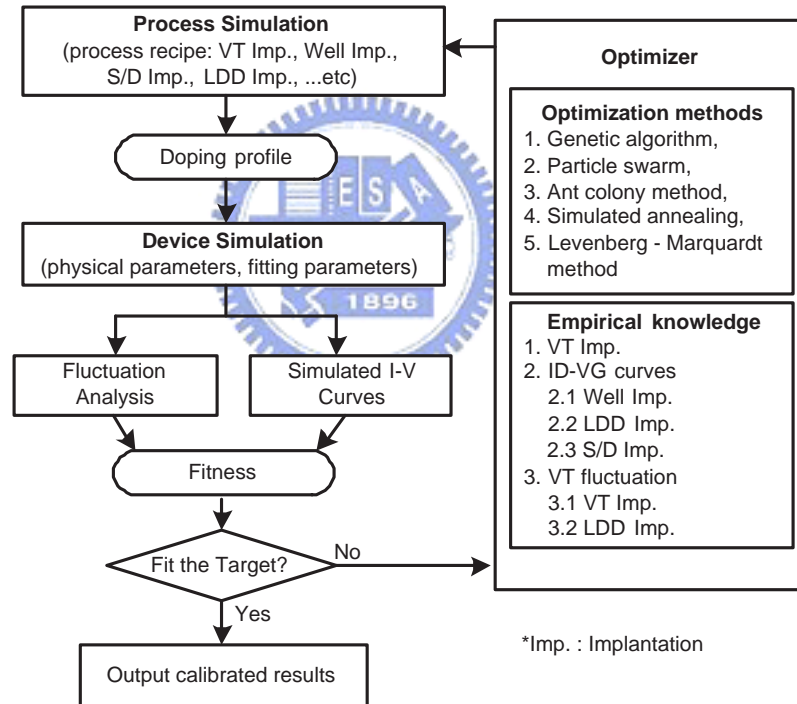 Process Simulation
(process recipe: VT Imp., Well Imp.,
S/D Imp., LDD Imp., ...etc)
Doping profile
Device Simulation
(physical parameters, fitting parameters)
Fluctuation
Analysis
Simulated I-V
Curves
Fitness
Fit the Target?
No
Yes
Output calibrated results
Optimizer
Optimization methods
1. Genetic algorithm,
2. Particle swarm,
3. Ant colony method,
4. Simulated annealing,
5. Levenberg - Marquardt
method
Empirical knowledge
1. VT Imp.
2. ID-VG curves
2.1 Well Imp.
2.2 LDD Imp.
2.3 S/D Imp.
3. VT fluctuation
3.1 VT Imp.
3.2 LDD Imp.
*Imp. : Implantation
E S A
1896